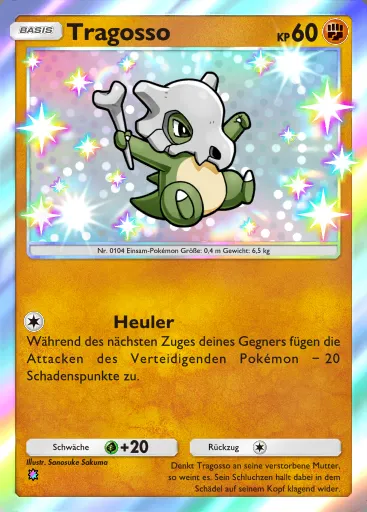 BASIS Tragosso KP 60
Nr. 0104 Einsam-Pokémon Größe: 0,4 m Gewicht: 6,5 kg
Heuler
Während des nächsten Zuges deines Gegners fügen die
Attacken des Verteidigenden Pokémon −20
Schadenspunkte zu.
Schwäche +20 Rückzug
Illustr. Sanosuke Sakuma
Denkt Tragosso an seine verstorbene Mutter,
so weint es. Sein Schluchzen hallt dabei in dem
Schädel auf seinem Kopf klagend wider.